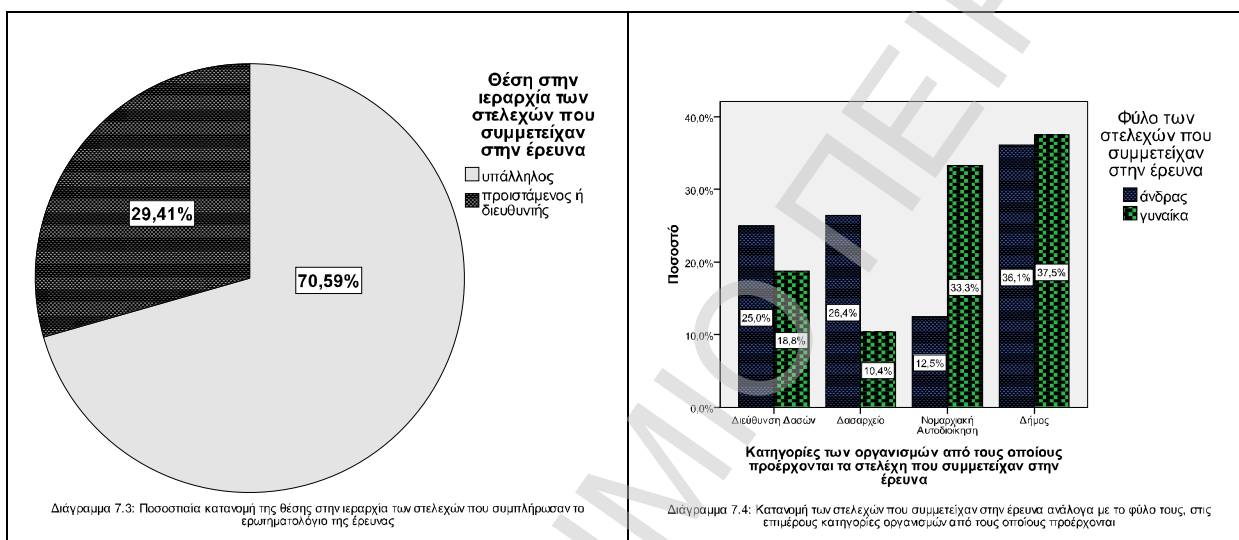 Θέση στην
ιεραρχία των
στελεχών που
συμμετείχαν
στην έρευνα
υπάλληλος
προιστάμενος ή
διευθυντής
29,41%
70,59%
Διάγραμμα 7.3: Ποσοστιαία κατανομή της θέσης στην ιεραρχία των στελεχών που συμπλήρωσαν το
ερωτηματολόγιο της έρευνας
Φύλο των
στελεχών που
συμμετείχαν
στην έρευνα
άνδρας
γυναίκα
Ποσοστό
40,0%
30,0%
20,0%
10,0%
0,0%
25,0%
18,8%
26,4%
10,4%
12,5%
33,3%
36,1%
37,5%
Διεύθυνση Δασών
Δασαρχείο
Νομαρχιακή
Αυτοδιοίκηση
Δήμος
Κατηγορίες των οργανισμών από τους οποίους
προέρχονται τα στελέχη που συμμετείχαν στην
έρευνα
Διάγραμμα 7.4: Κατανομή των στελεχών που συμμετείχαν στην έρευνα ανάλογα με το φύλο τους, στις
επιμέρους κατηγορίες οργανισμών από τους οποίους προέρχονται